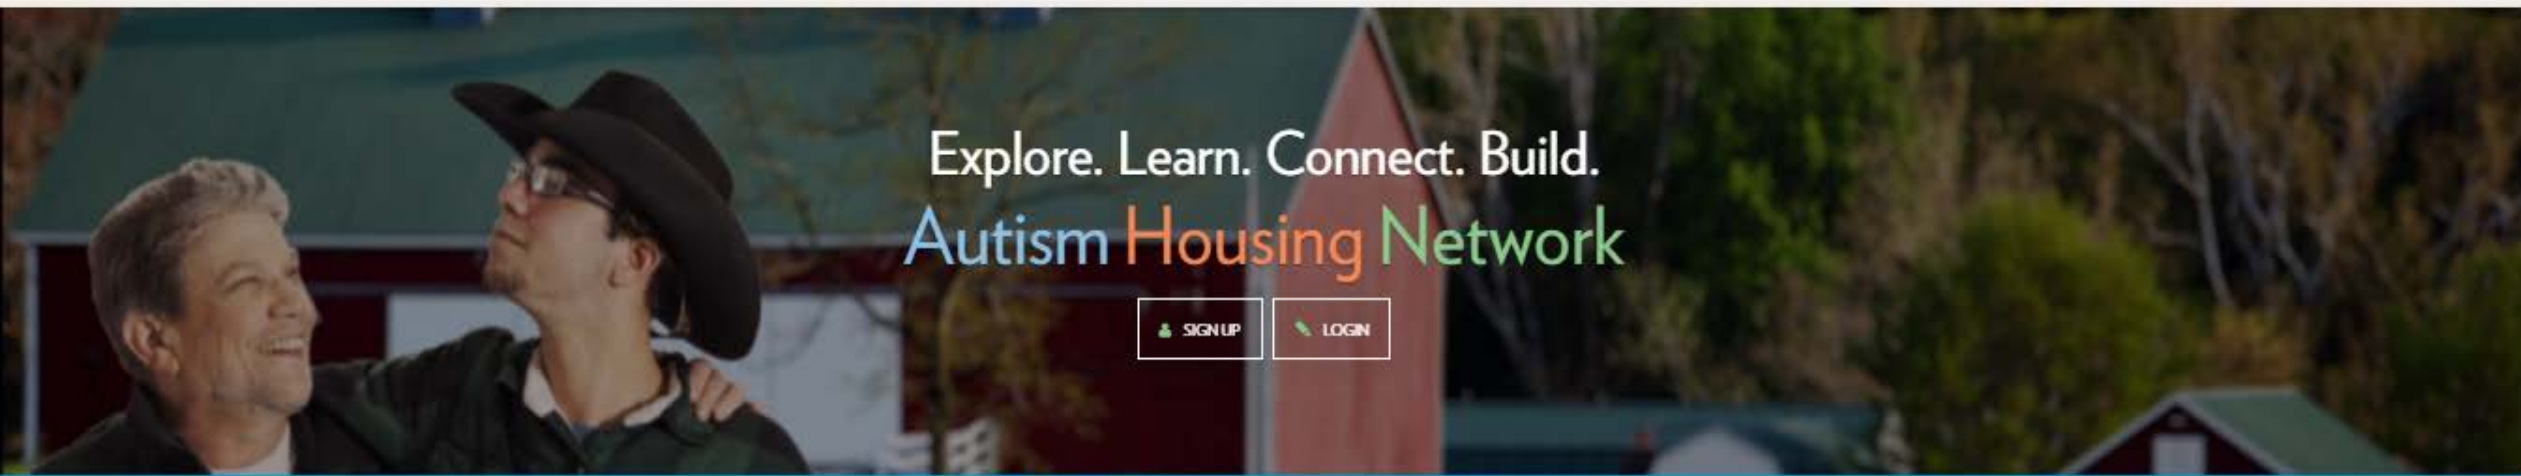 Explore. Learn. Connect. Build.
Autism Housing Network
SIGN UP
LOGIN